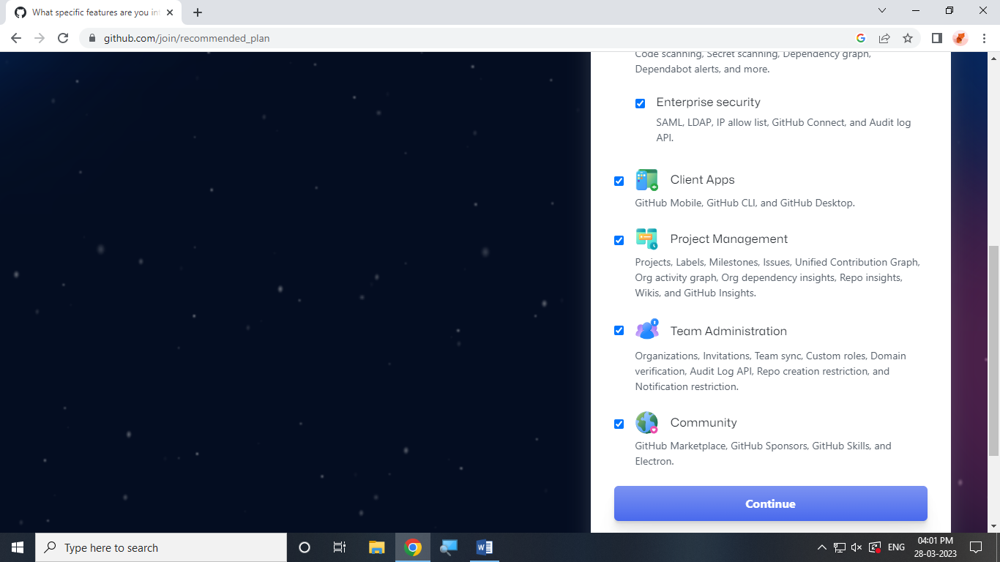 What specific features are you int
github.com/join/recommended_plan
Code scanning, Secret scanning, Dependency graph,
Dependabot alerts, and more.
Enterprise security
SAML, LDAP, IP allow list, GitHub Connect, and Audit log
API.
Client Apps
GitHub Mobile, GitHub CLI, and GitHub Desktop.
Project Management
Projects, Labels, Milestones, Issues, Unified Contribution Graph,
Org activity graph, Org dependency insights, Repo insights,
Wikis, and GitHub Insights.
Team Administration
Organizations, Invitations, Team sync, Custom roles, Domain
verification, Audit Log API, Repo creation restriction, and
Notification restriction.
Community
GitHub Marketplace, GitHub Sponsors, GitHub Skills, and
Electron.
Continue
Type here to search
ENG
04:01 PM
28-03-2023